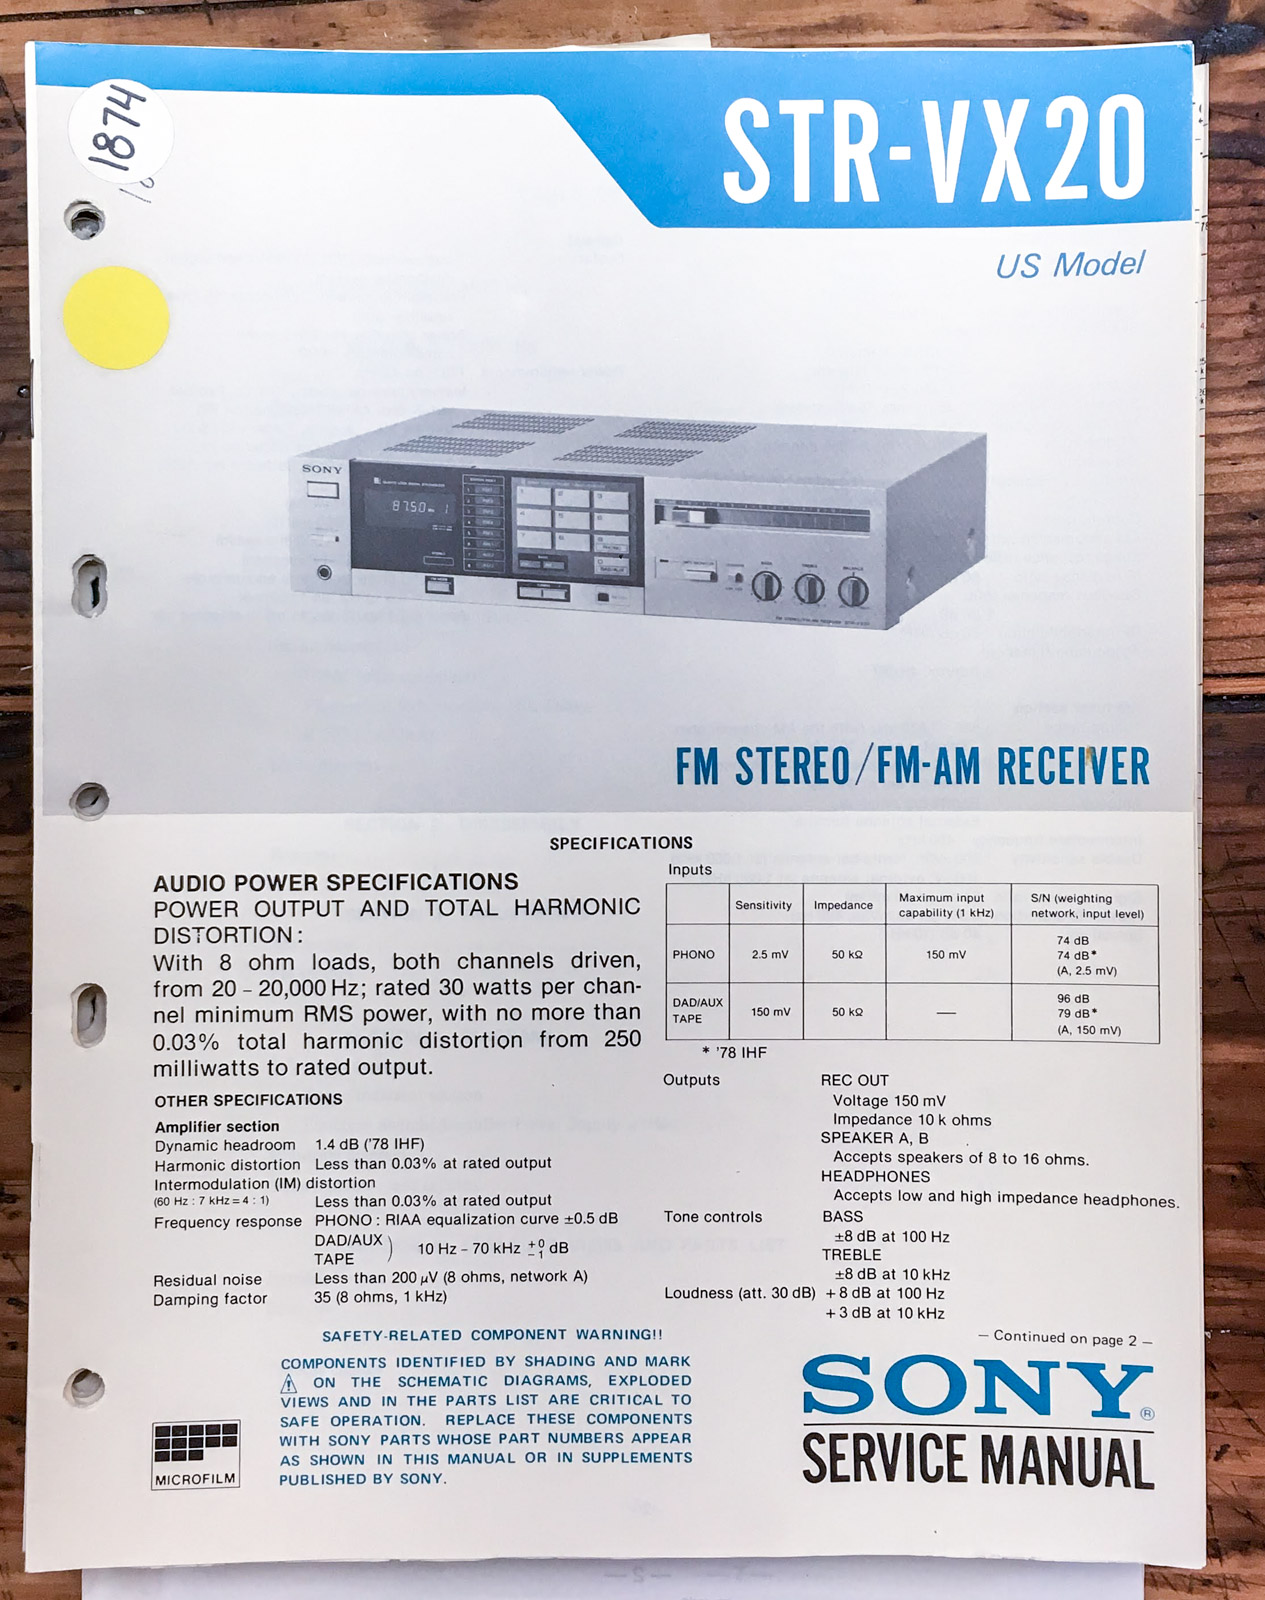 1874
STR-VX20
US Model
SONY
8750
FM STEREO/FM-AM RECEIVER
SPECIFICATIONS
AUDIO POWER SPECIFICATIONS
POWER OUTPUT AND TOTAL HARMONIC
DISTORTION:
With 8 ohm loads, both channels driven,
from 20 – 20,000 Hz; rated 30 watts per chan-
nel minimum RMS power, with no more than
0.03% total harmonic distortion from 250
milliwatts to rated output.
OTHER SPECIFICATIONS
Amplifier section
Dynamic headroom 1.4 dB ('78 IHF)
Harmonic distortion Less than 0.03% at rated output
Intermodulation (IM) distortion
(60 Hz : 7 kHz = 4 : 1) Less than 0.03% at rated output
Frequency response PHONO : RIAA equalization curve ±0.5 dB
DAD/AUX
TAPE ) 10 Hz – 70 kHz +0 −1 dB
Residual noise Less than 200 μV (8 ohms, network A)
Damping factor 35 (8 ohms, 1 kHz)
Inputs
Sensitivity Impedance Maximum input capability (1 kHz) S/N (weighting network, input level)
PHONO 2.5 mV 50 kΩ 150 mV 74 dB
74 dB*
(A, 2.5 mV)
DAD/AUX TAPE 150 mV 50 kΩ — 96 dB
79 dB*
(A, 150 mV)
* '78 IHF
Outputs REC OUT
Voltage 150 mV
Impedance 10 k ohms
SPEAKER A, B
Accepts speakers of 8 to 16 ohms.
HEADPHONES
Accepts low and high impedance headphones.
Tone controls BASS
±8 dB at 100 Hz
TREBLE
±8 dB at 10 kHz
Loudness (att. 30 dB) +8 dB at 100 Hz
+3 dB at 10 kHz
— Continued on page 2 —
SAFETY-RELATED COMPONENT WARNING!!
COMPONENTS IDENTIFIED BY SHADING AND MARK
⚠ ON THE SCHEMATIC DIAGRAMS, EXPLODED
VIEWS AND IN THE PARTS LIST ARE CRITICAL TO
SAFE OPERATION. REPLACE THESE COMPONENTS
WITH SONY PARTS WHOSE PART NUMBERS APPEAR
AS SHOWN IN THIS MANUAL OR IN SUPPLEMENTS
PUBLISHED BY SONY.
MICROFILM
SONY ®
SERVICE MANUAL